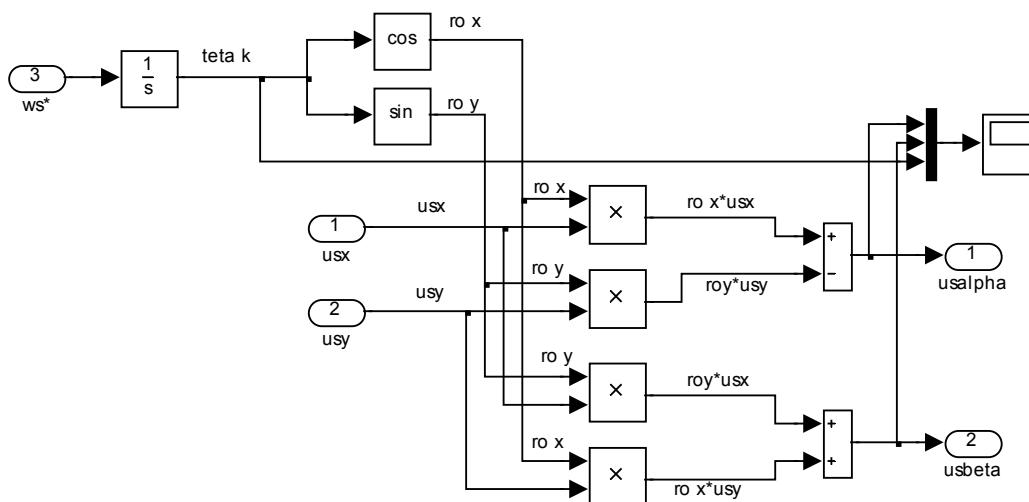 ro x
cos
teta k
3
1
s
ws*
ro y
sin
ro x
usx
×
ro x*usx
1
usx
+
−
1
usalpha
ro y
usy
×
roy*usy
2
usy
ro y
×
roy*usx
+
+
2
usbeta
ro x
×
ro x*usy